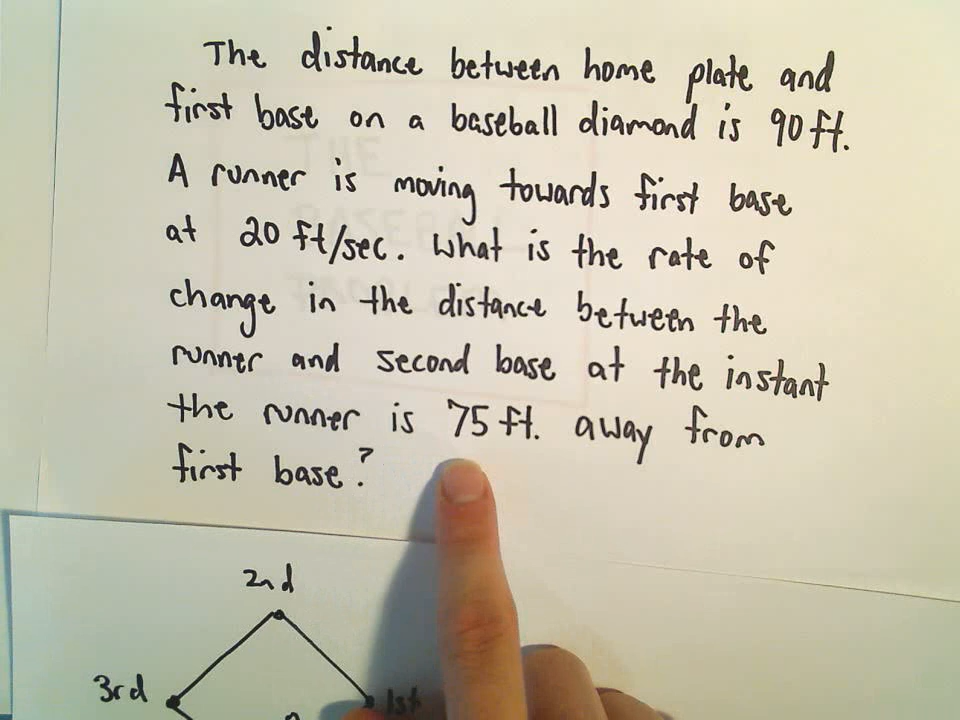 The distance between home plate and
first base on a baseball diamond is 90 ft.
A runner is moving towards first base
at 20 ft/sec. What is the rate of
change in the distance between the
runner and second base at the instant
the runner is 75 ft. away from
first base?
2nd
3rd
1st